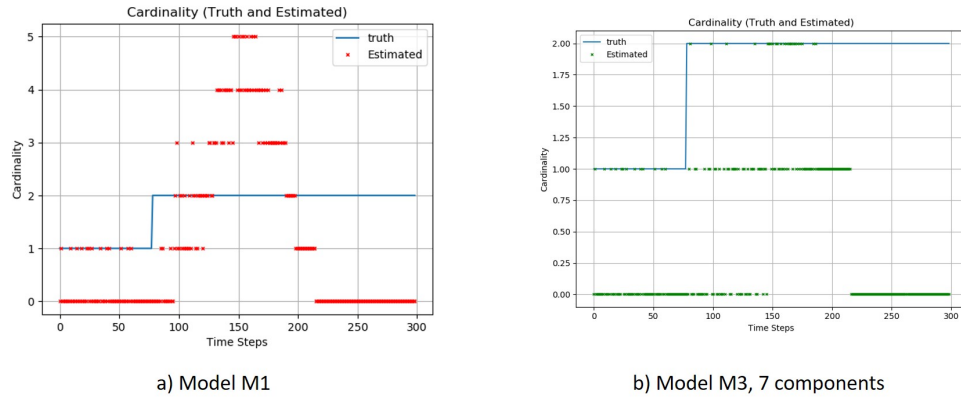 Cardinality (Truth and Estimated)
5
4
3
2
1
0
Cardinality
truth
Estimated
0 50 100 150 200 250 300
Time Steps
a) Model M1
Cardinality (Truth and Estimated)
2.00
1.75
1.50
1.25
1.00
0.75
0.50
0.25
0.00
Cardinality
truth
Estimated
0 50 100 150 200 250 300
Time Steps
b) Model M3, 7 components